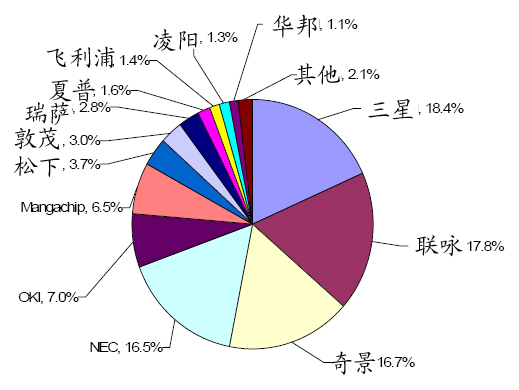 华邦, 1.1%
凌阳, 1.3%
飞利浦 1.4%
其他, 2.1%
夏普, 1.6%
瑞萨, 2.8%
三星, 18.4%
敦茂, 3.0%
松下, 3.7%
Mangachip, 6.5%
联咏 17.8%
OKI, 7.0%
NEC, 16.5%
奇景 16.7%